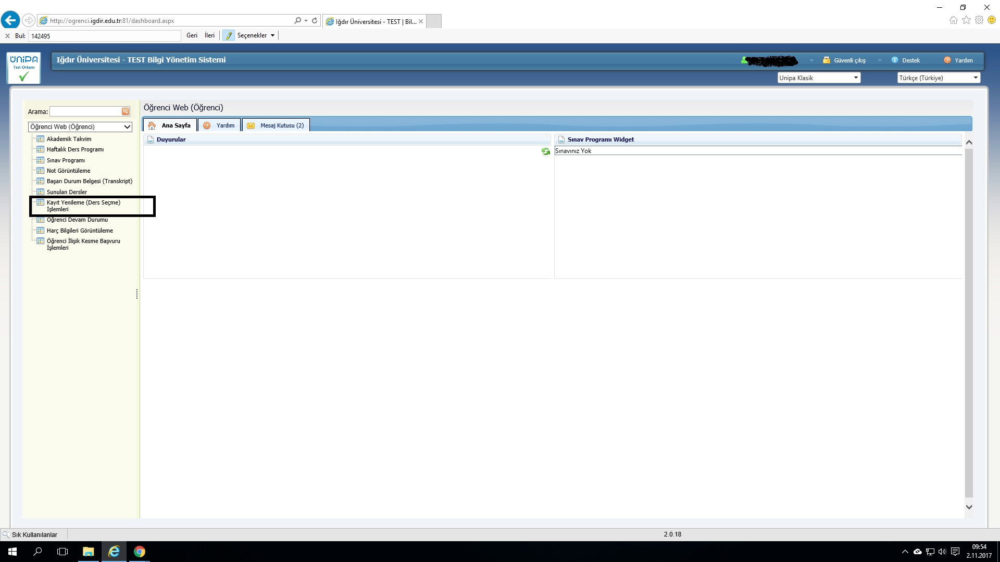 http://ogrenci.igdir.edu.tr:81/dashboard.aspx
Iğdır Üniversitesi - TEST | Bil...
x Bul: 142495 Geri İleri Seçenekler
ÜNİPA
Test Ortamı
Iğdır Üniversitesi - TEST Bilgi Yönetim Sistemi
Güvenli çıkış Destek Yardım
Unipa Klasik Türkçe (Türkiye)
Arama:
Öğrenci Web (Öğrenci)
Akademik Takvim
Haftalık Ders Programı
Sınav Programı
Not Görüntüleme
Başarı Durum Belgesi (Transkript)
Sunulan Dersler
Kayıt Yenileme (Ders Seçme)
İşlemleri
Öğrenci Devam Durumu
Harç Bilgileri Görüntüleme
Öğrenci İlişik Kesme Başvuru
İşlemleri
Öğrenci Web (Öğrenci)
Ana Sayfa Yardım Mesaj Kutusu (2)
Duyurular
Sınav Programı Widget
Sınavınız Yok
Sık Kullanılanlar
2.0.18
09:54
2.11.2017